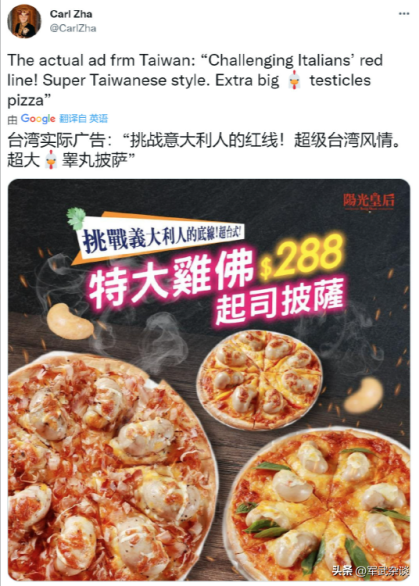 Carl Zha
@CarlZha
The actual ad frm Taiwan: “Challenging Italians’ red
line! Super Taiwanese style. Extra big 🐓 testicles
pizza”
由 Google 翻译自 英语
台湾实际广告：“挑战意大利人的红线！超级台湾风情。
超大🐓睾丸披萨”
陽光皇后
挑戰義大利人的底線!超台式!
特大雞佛$288
起司披薩
头条 @军武杂谈